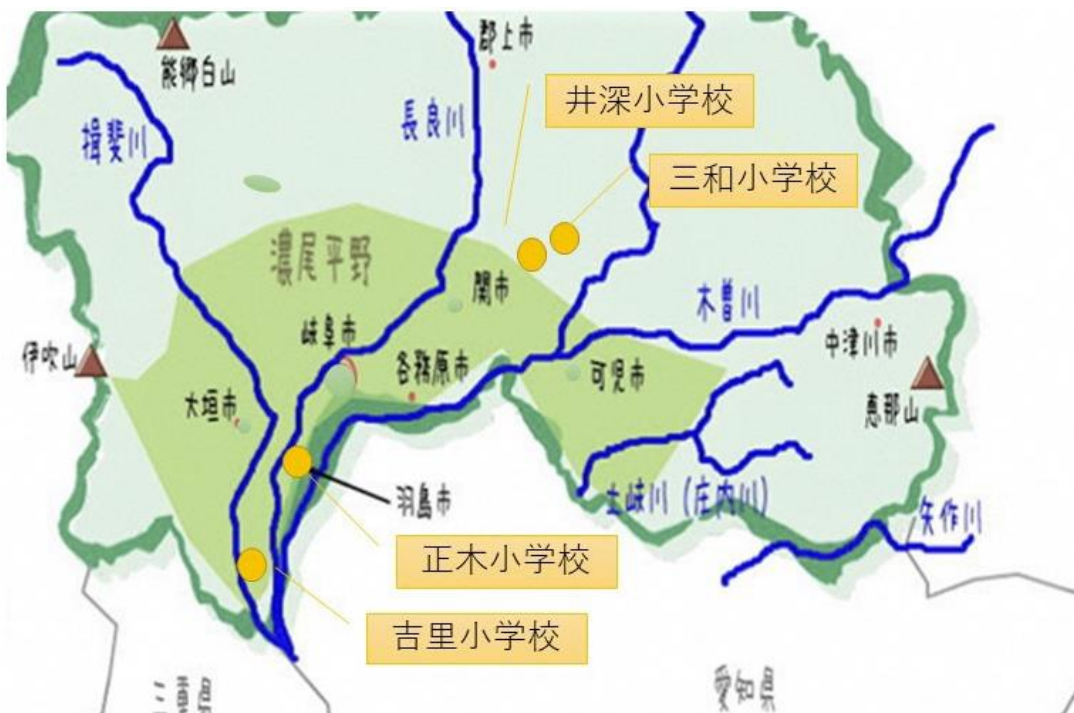 郡上市
能郷白山
井深小学校
揖斐川
長良川
三和小学校
濃尾平野
関市
木曽川
岐阜市
中津川市
伊吹山
各務原市
可児市
恵那山
大垣市
羽島市
土岐川(庄内川)
矢作川
正木小学校
吉里小学校
愛知県